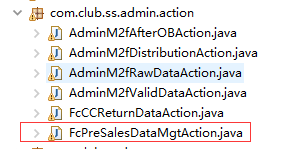 com.club.ss.admin.action
AdminM2fAfterOBAction.java
AdminM2fDistributionAction.java
AdminM2fRawDataAction.java
AdminM2fValidDataAction.java
FcCCReturnDataAction.java
FcPreSalesDataMgtAction.java